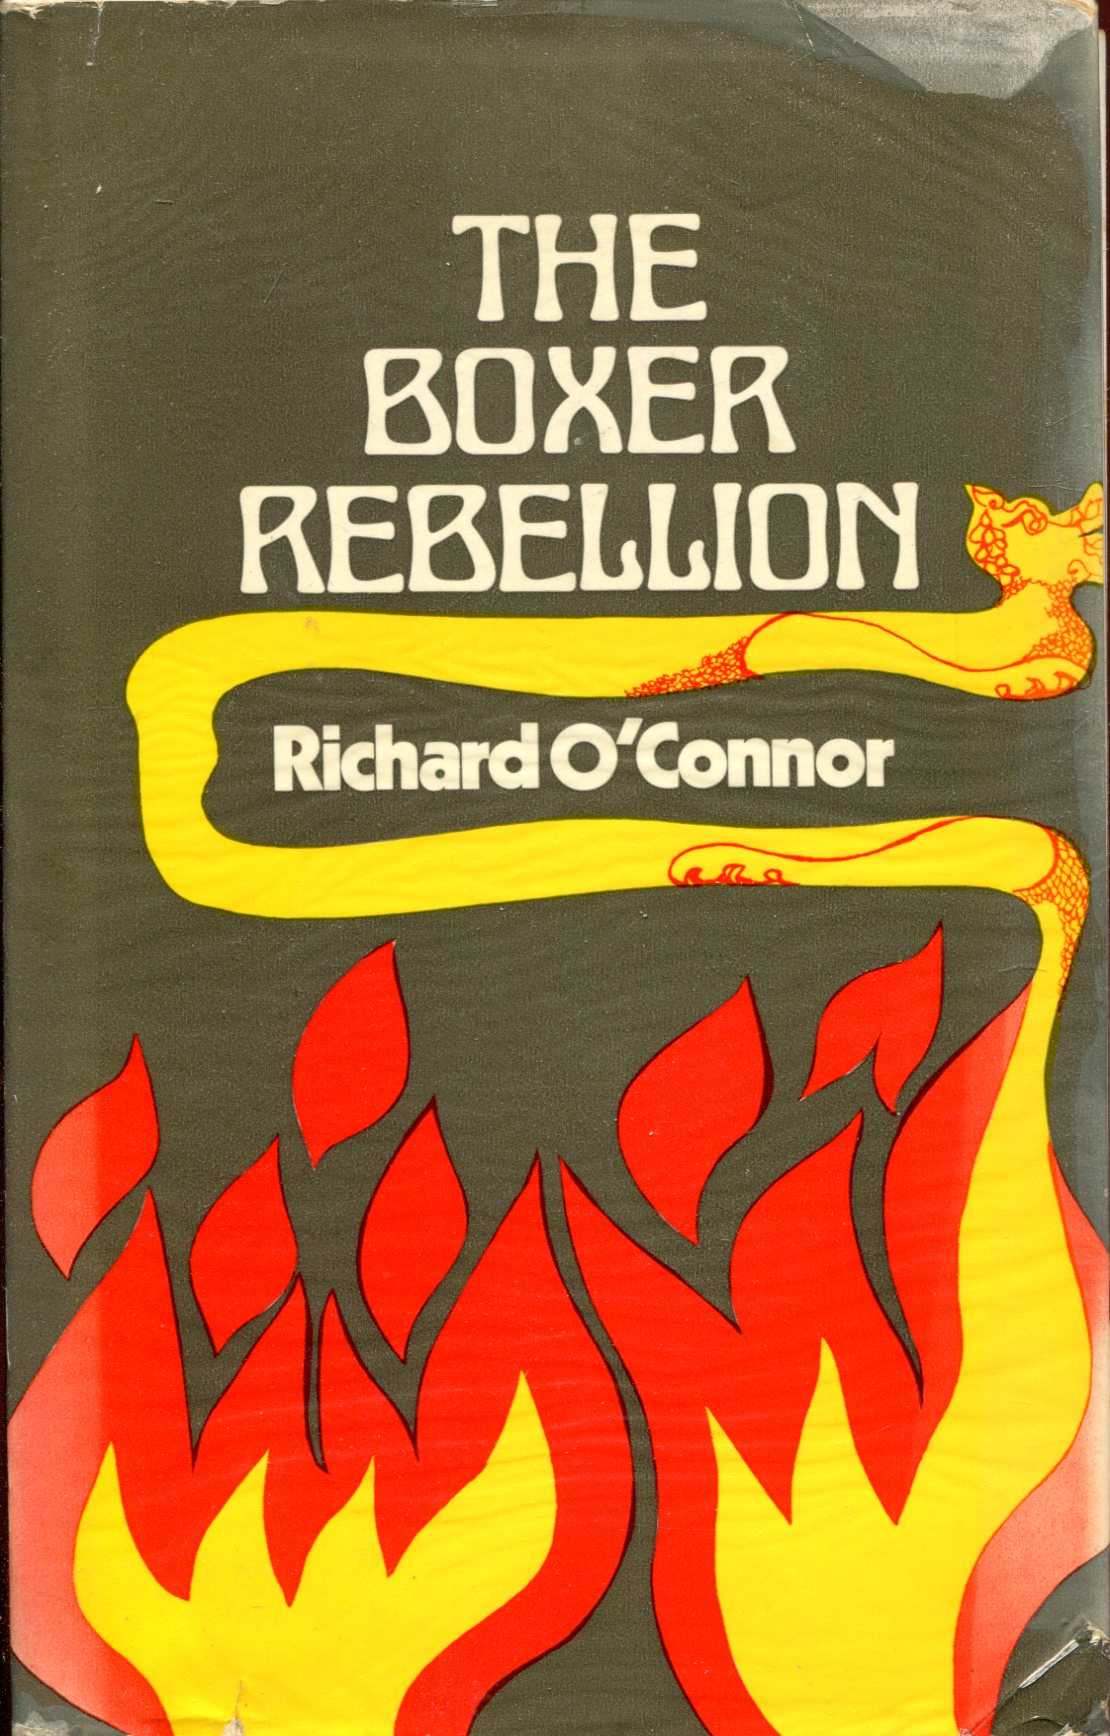 THE
BOXER
REBELLION
Richard O'Connor